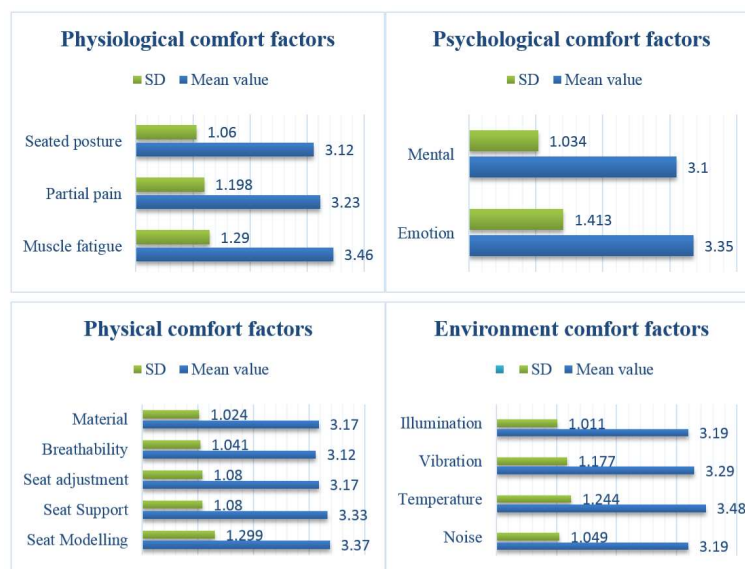 Physiological comfort factors
SD Mean value
Seated posture 1.06 3.12
Partial pain 1.198 3.23
Muscle fatigue 1.29 3.46
Psychological comfort factors
SD Mean value
Mental 1.034 3.1
Emotion 1.413 3.35
Physical comfort factors
SD Mean value
Material 1.024 3.17
Breathability 1.041 3.12
Seat adjustment 1.08 3.17
Seat Support 1.08 3.33
Seat Modelling 1.299 3.37
Environment comfort factors
SD Mean value
Illumination 1.011 3.19
Vibration 1.177 3.29
Temperature 1.244 3.48
Noise 1.049 3.19